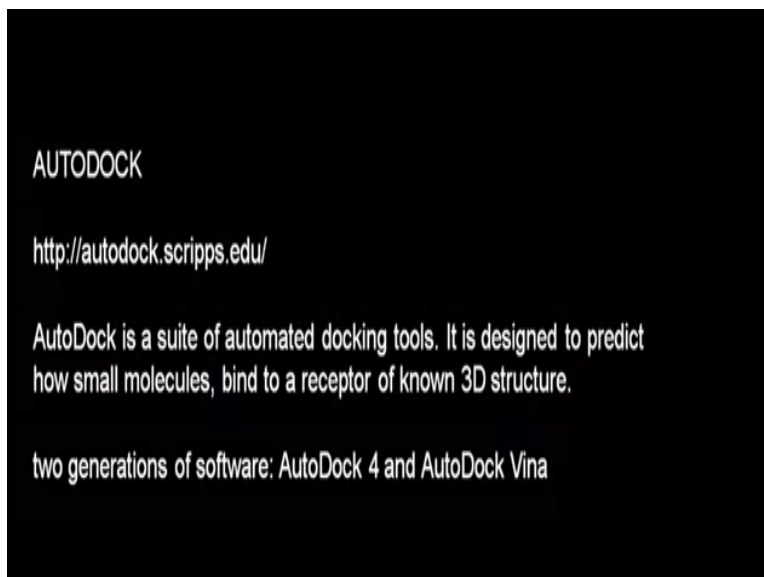 AUTODOCK
http://autodock.scripps.edu/
AutoDock is a suite of automated docking tools. It is designed to predict
how small molecules, bind to a receptor of known 3D structure.
two generations of software: AutoDock 4 and AutoDock Vina